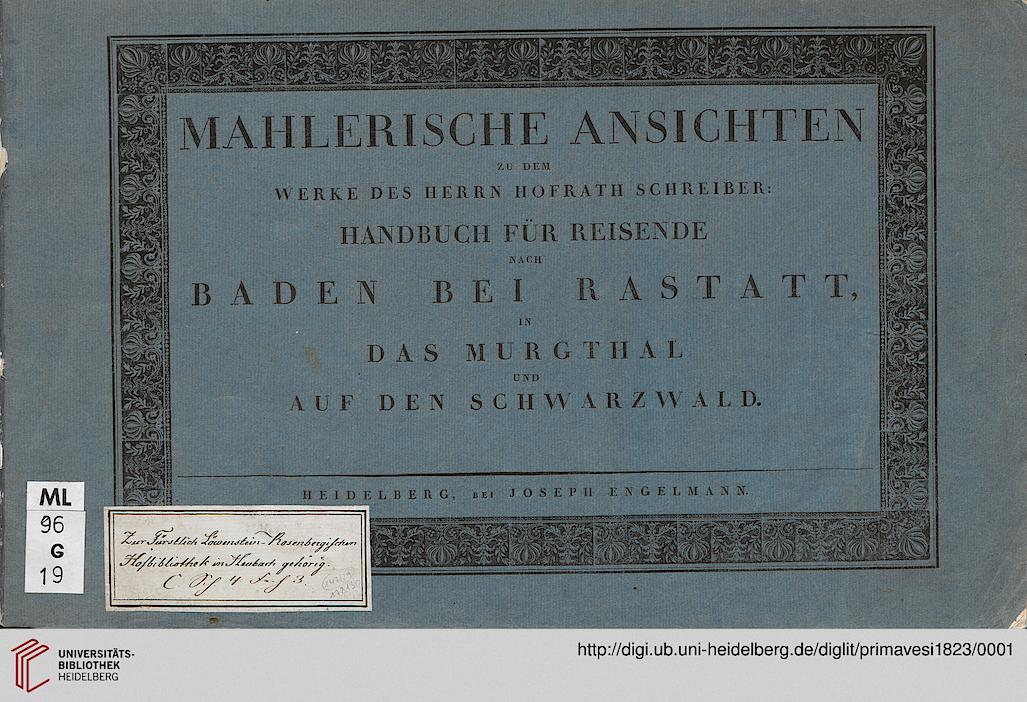 MAHLERISCHE ANSICHTEN
ZU DEM
WERKE DES HERRN HOFRATH SCHREIBER:
HANDBUCH FÜR REISENDE
NACH
BADEN BEI RASTATT,
IN
DAS MURGTHAL
UND
AUF DEN SCHWARZWALD.
HEIDELBERG, BEI JOSEPH ENGELMANN.
ML
96
G
19
Zur Fürstlich Löwenstein-Rosenbergischen
Hofbibliothek in Heubach gehörig.
UNIVERSITÄTS-
BIBLIOTHEK
HEIDELBERG
http://digi.ub.uni-heidelberg.de/diglit/primavesi1823/0001